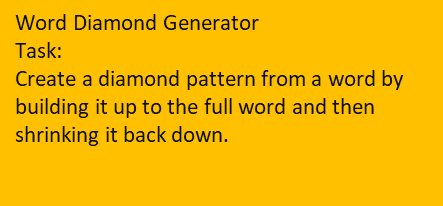 Word Diamond Generator
Task:
Create a diamond pattern from a word by
building it up to the full word and then
shrinking it back down.